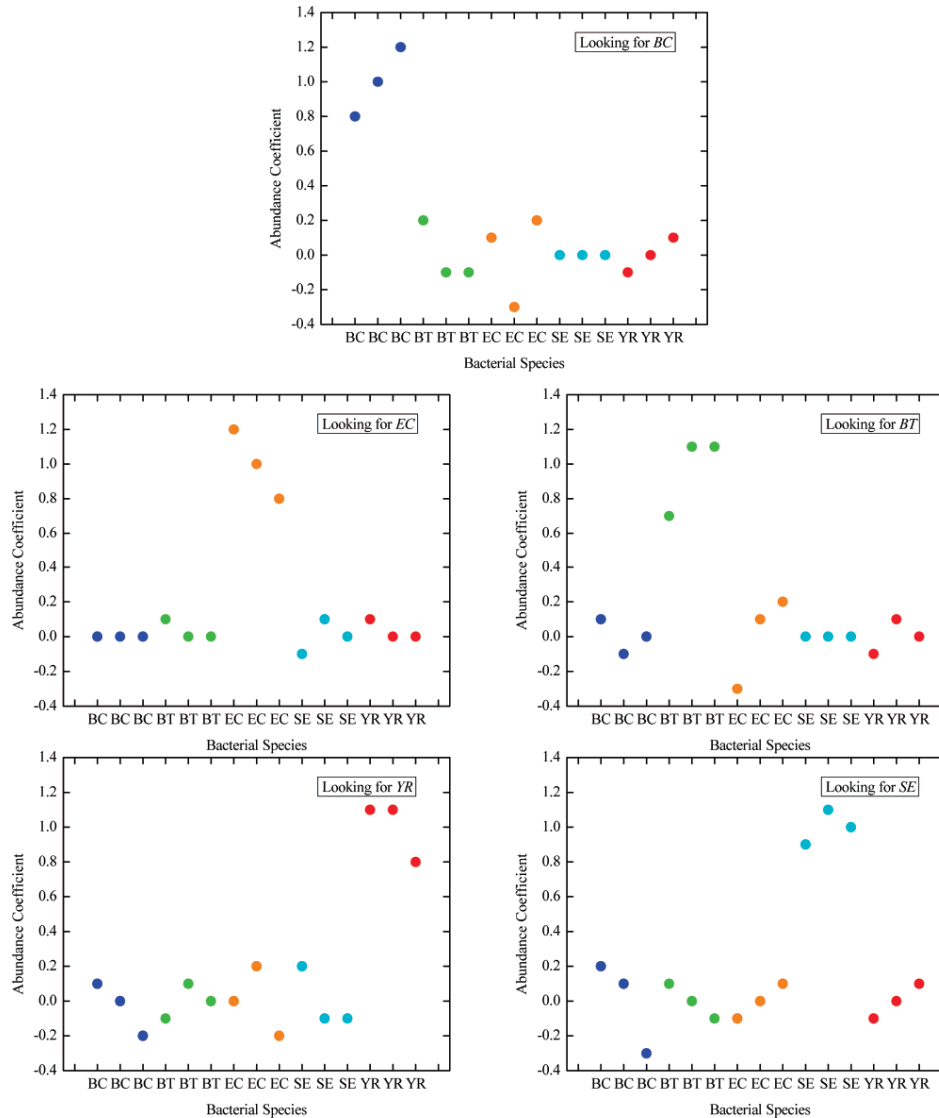 1.4
Looking for BC
1.2
1.0
0.8
0.6
0.4
0.2
0.0
-0.2
-0.4
Abundance Coefficient
BC BC BC BT BT BT EC EC EC SE SE SE YR YR YR
Bacterial Species
1.4
Looking for EC
1.2
1.0
0.8
0.6
0.4
0.2
0.0
-0.2
-0.4
Abundance Coefficient
BC BC BC BT BT BT EC EC EC SE SE SE YR YR YR
Bacterial Species
1.4
Looking for BT
1.2
1.0
0.8
0.6
0.4
0.2
0.0
-0.2
-0.4
Abundance Coefficient
BC BC BC BT BT BT EC EC EC SE SE SE YR YR YR
Bacterial Species
1.4
Looking for YR
1.2
1.0
0.8
0.6
0.4
0.2
0.0
-0.2
-0.4
Abundance Coefficient
BC BC BC BT BT BT EC EC EC SE SE SE YR YR YR
Bacterial Species
1.4
Looking for SE
1.2
1.0
0.8
0.6
0.4
0.2
0.0
-0.2
-0.4
Abundance Coefficient
BC BC BC BT BT BT EC EC EC SE SE SE YR YR YR
Bacterial Species